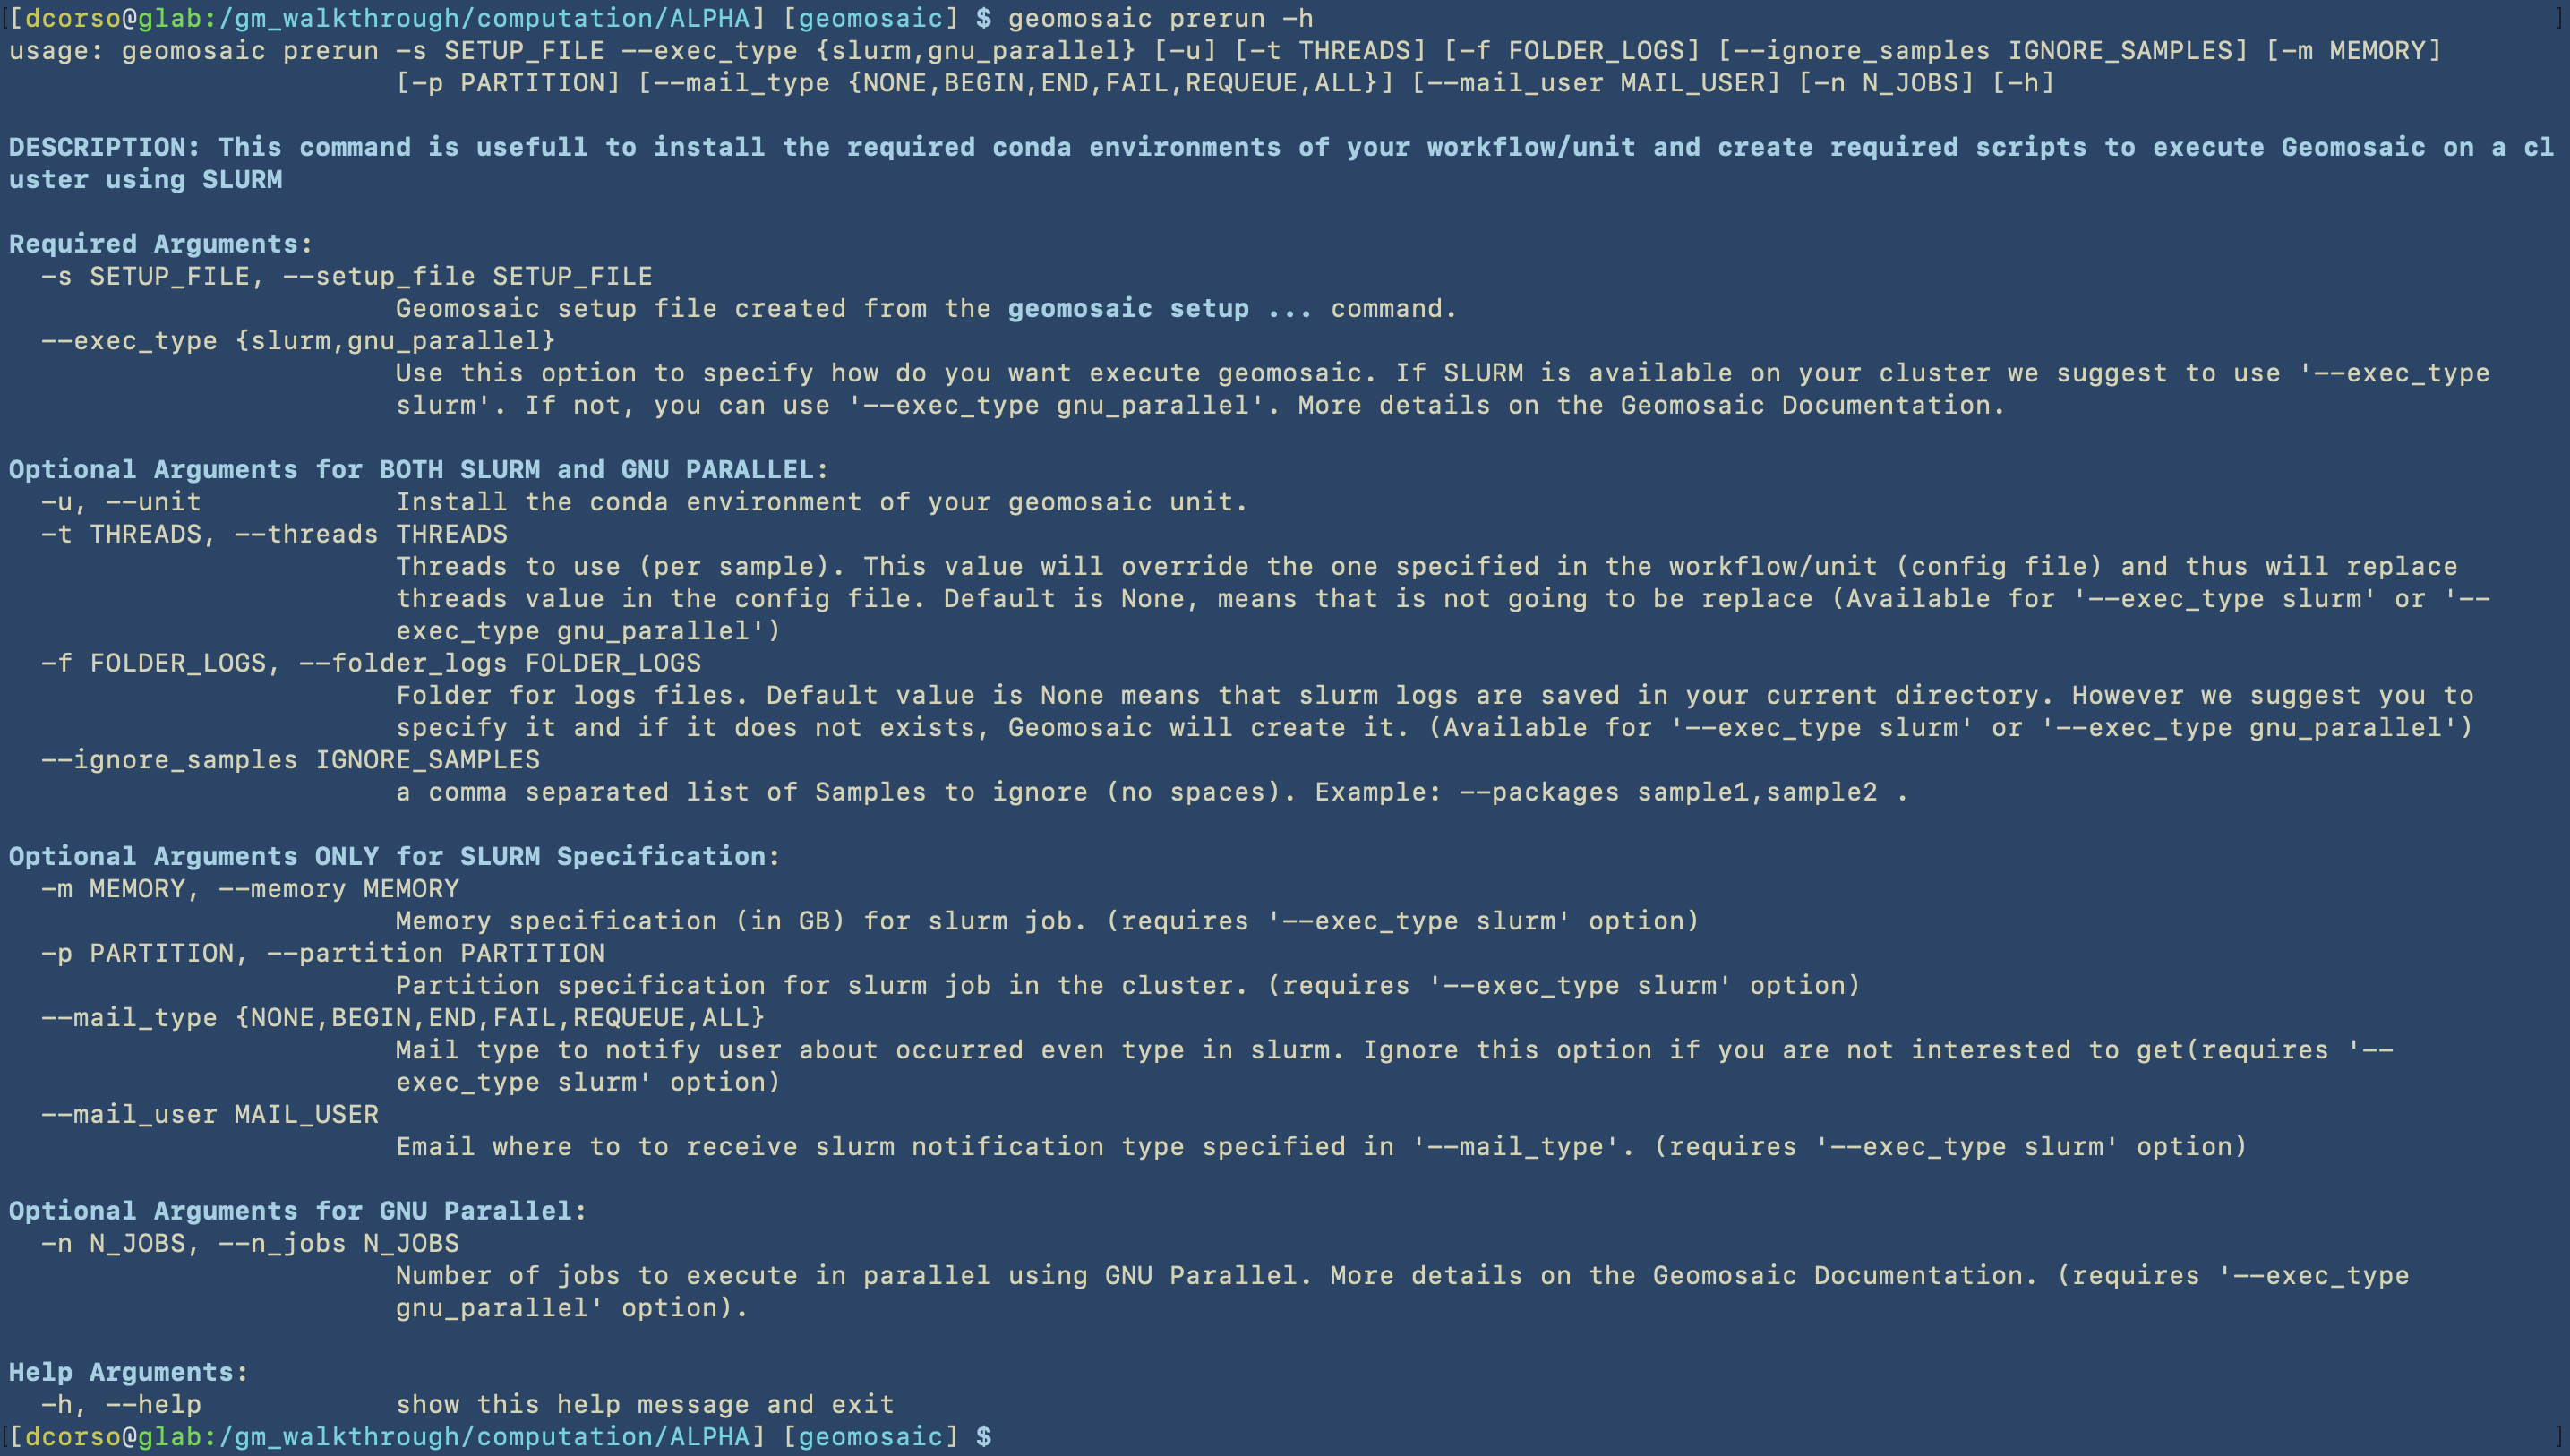 [[dcorso@glab:/gm_walkthrough/computation/ALPHA] [geomosaic] $ geomosaic prerun -h ]
usage: geomosaic prerun -s SETUP_FILE --exec_type {slurm,gnu_parallel} [-u] [-t THREADS] [-f FOLDER_LOGS] [--ignore_samples IGNORE_SAMPLES] [-m MEMORY]
[-p PARTITION] [--mail_type {NONE,BEGIN,END,FAIL,REQUEUE,ALL}] [--mail_user MAIL_USER] [-n N_JOBS] [-h]
DESCRIPTION: This command is usefull to install the required conda environments of your workflow/unit and create required scripts to execute Geomosaic on a cl
uster using SLURM
Required Arguments:
-s SETUP_FILE, --setup_file SETUP_FILE
Geomosaic setup file created from the geomosaic setup ... command.
--exec_type {slurm,gnu_parallel}
Use this option to specify how do you want execute geomosaic. If SLURM is available on your cluster we suggest to use '--exec_type
slurm'. If not, you can use '--exec_type gnu_parallel'. More details on the Geomosaic Documentation.
Optional Arguments for BOTH SLURM and GNU PARALLEL:
-u, --unit Install the conda environment of your geomosaic unit.
-t THREADS, --threads THREADS
Threads to use (per sample). This value will override the one specified in the workflow/unit (config file) and thus will replace
threads value in the config file. Default is None, means that is not going to be replace (Available for '--exec_type slurm' or '--
exec_type gnu_parallel')
-f FOLDER_LOGS, --folder_logs FOLDER_LOGS
Folder for logs files. Default value is None means that slurm logs are saved in your current directory. However we suggest you to
specify it and if it does not exists, Geomosaic will create it. (Available for '--exec_type slurm' or '--exec_type gnu_parallel')
--ignore_samples IGNORE_SAMPLES
a comma separated list of Samples to ignore (no spaces). Example: --packages sample1,sample2 .
Optional Arguments ONLY for SLURM Specification:
-m MEMORY, --memory MEMORY
Memory specification (in GB) for slurm job. (requires '--exec_type slurm' option)
-p PARTITION, --partition PARTITION
Partition specification for slurm job in the cluster. (requires '--exec_type slurm' option)
--mail_type {NONE,BEGIN,END,FAIL,REQUEUE,ALL}
Mail type to notify user about occurred even type in slurm. Ignore this option if you are not interested to get(requires '--
exec_type slurm' option)
--mail_user MAIL_USER
Email where to to receive slurm notification type specified in '--mail_type'. (requires '--exec_type slurm' option)
Optional Arguments for GNU Parallel:
-n N_JOBS, --n_jobs N_JOBS
Number of jobs to execute in parallel using GNU Parallel. More details on the Geomosaic Documentation. (requires '--exec_type
gnu_parallel' option).
Help Arguments:
-h, --help show this help message and exit
[[dcorso@glab:/gm_walkthrough/computation/ALPHA] [geomosaic] $ ]